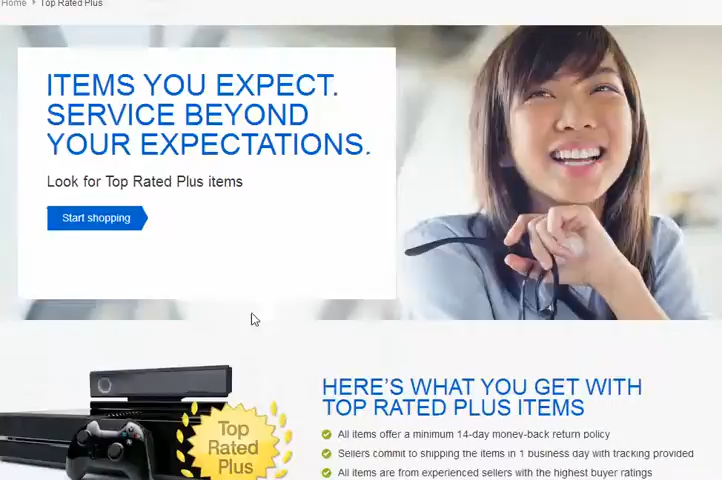 Home Top Rated Plus
ITEMS YOU EXPECT.
SERVICE BEYOND
YOUR EXPECTATIONS.
Look for Top Rated Plus items
Start shopping
HERE'S WHAT YOU GET WITH
TOP RATED PLUS ITEMS
Top
Rated
Plus
All items offer a minimum 14-day money-back return policy
Sellers commit to shipping the items in 1 business day with tracking provided
All items are from experienced sellers with the highest buyer ratings